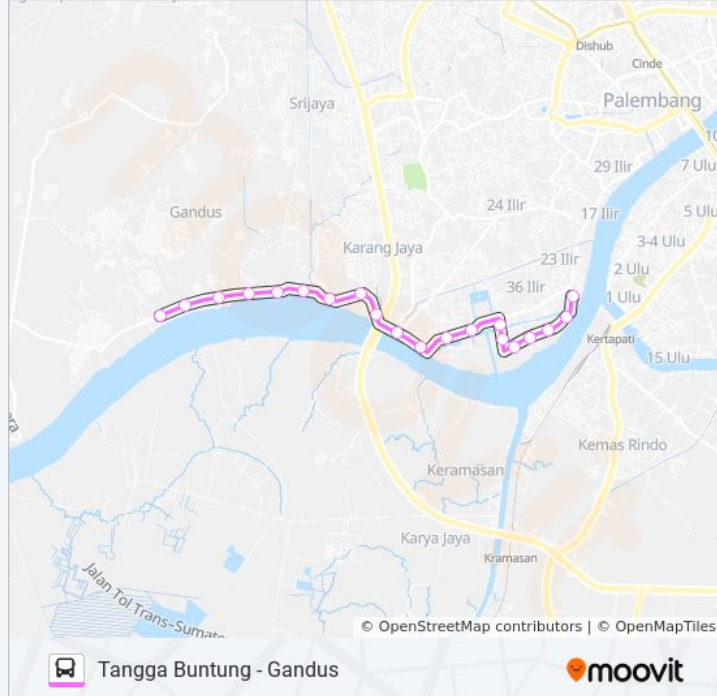 Dishub
Cinde
Palembang
Srijaya
29 Ilir
7 Ulu
24 Ilir
17 Ilir
5 Ulu
Gandus
Karang Jaya
3-4 Ulu
23 Ilir
2 Ulu
36 Ilir
1 Ulu
Kertapati
15 Ulu
Kemas Rindo
Keramasan
Karya Jaya
Kramasan
Jalan Tol Trans-Sumate
© OpenStreetMap contributors | © OpenMapTiles
Tangga Buntung - Gandus
moovit